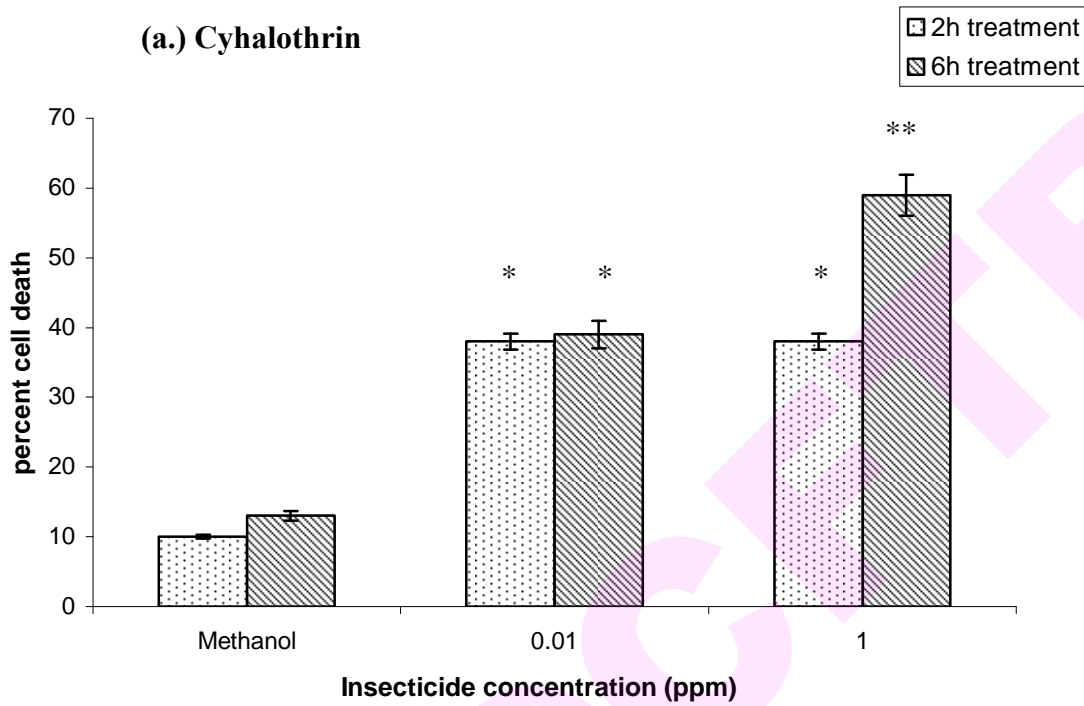 (a.) Cyhalothrin
2h treatment
6h treatment
70
60
50
40
30
20
10
0
percent cell death
*
*
*
**
Methanol
0.01
1
Insecticide concentration (ppm)